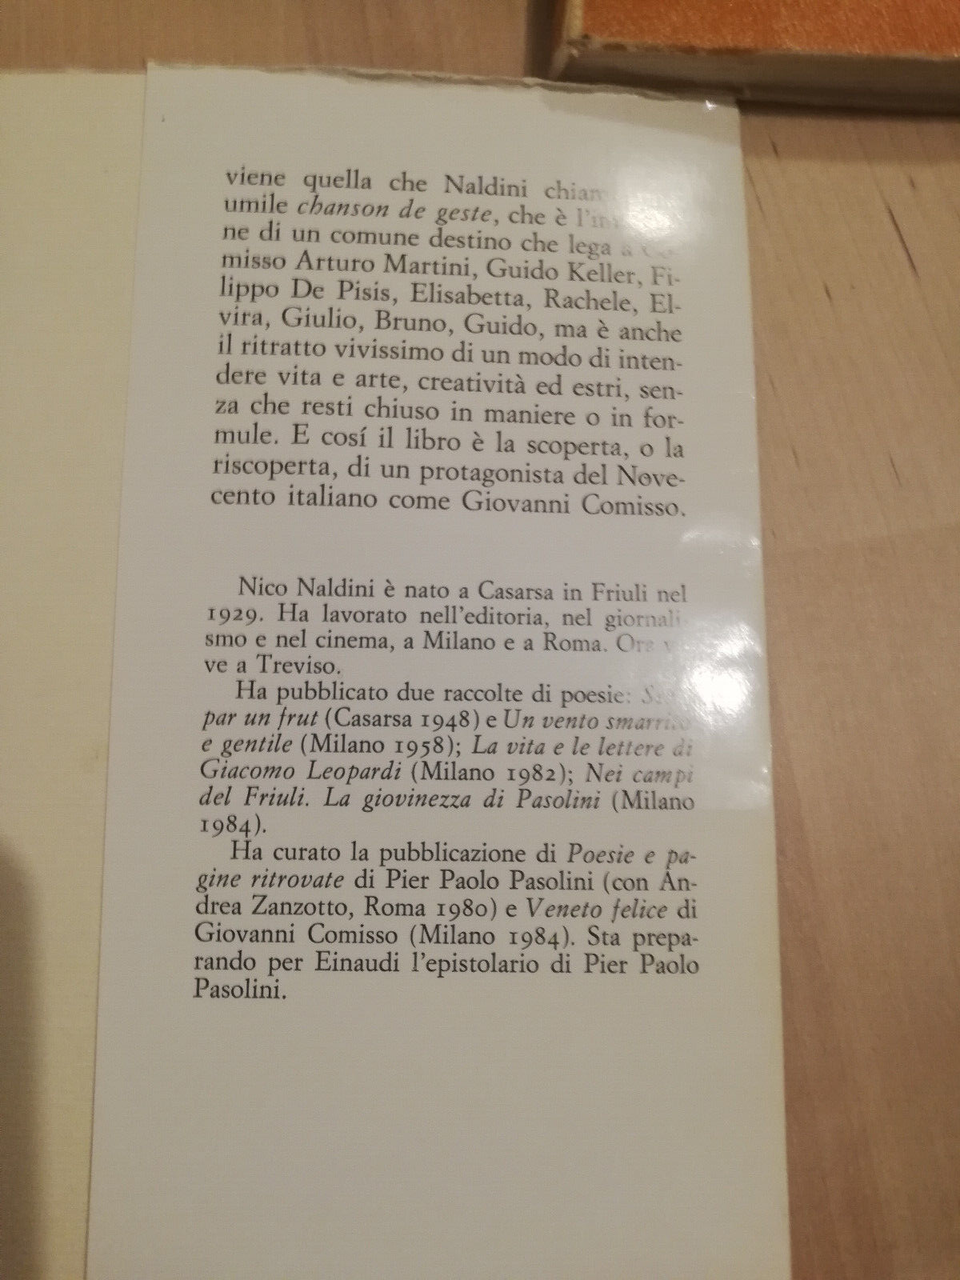 viene quella che Naldini
umile chanson de geste, che è
ne di un comune destino che lega a
misso Arturo Martini, Guido Keller, Fi-
lippo De Pisis, Elisabetta, Rachele, El-
vira, Giulio, Bruno, Guido, ma è anche
il ritratto vivissimo di un modo di inten-
dere vita e arte, creatività ed estri, sen-
za che resti chiuso in maniere o in for-
mule. E cosí il libro è la scoperta, o la
riscoperta, di un protagonista del Nove-
cento italiano come Giovanni Comisso.
Nico Naldini è nato a Casarsa in Friuli nel
1929. Ha lavorato nell'editoria, nel giornali-
smo e nel cinema, a Milano e a Roma. Ora
ve a Treviso.
Ha pubblicato due raccolte di poesie:
par un frut (Casarsa 1948) e Un vento smarrito
e gentile (Milano 1958); La vita e le lettere di
Giacomo Leopardi (Milano 1982); Nei campi
del Friuli. La giovinezza di Pasolini (Milano
1984).
Ha curato la pubblicazione di Poesie e pa-
gine ritrovate di Pier Paolo Pasolini (con An-
drea Zanzotto, Roma 1980) e Veneto felice di
Giovanni Comisso (Milano 1984). Sta prepa-
rando per Einaudi l'epistolario di Pier Paolo
Pasolini.